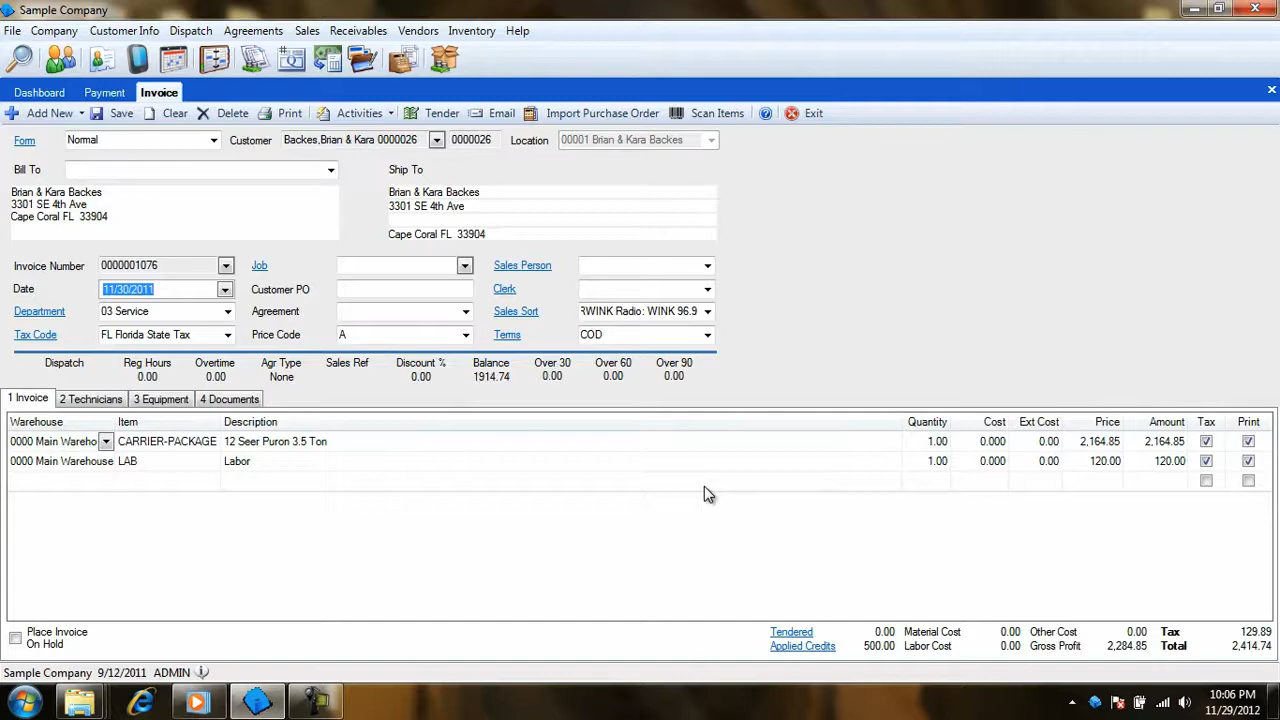 Sample Company
File Company Customer Info Dispatch Agreements Sales Receivables Vendors Inventory Help
Dashboard Payment Invoice
Add New Save Clear Delete Print Activities Tender Email Import Purchase Order Scan Items Exit
Form Normal Customer Backes,Brian & Kara 0000026 0000026 Location 00001 Brian & Kara Backes
Bill To Ship To
Brian & Kara Backes Brian & Kara Backes
3301 SE 4th Ave 3301 SE 4th Ave
Cape Coral FL 33904
Cape Coral FL 33904
Invoice Number 0000001076 Job Sales Person
Date 11/30/2011 Customer PO Clerk
Department 03 Service Agreement Sales Sort RWINK Radio: WINK 96.9
Tax Code FL Florida State Tax Price Code A Terms COD
Dispatch Reg Hours Overtime Agr Type Sales Ref Discount % Balance Over 30 Over 60 Over 90
0.00 0.00 None 0.00 1914.74 0.00 0.00 0.00
1 Invoice 2 Technicians 3 Equipment 4 Documents
Warehouse Item Description Quantity Cost Ext Cost Price Amount Tax Print
0000 Main Wareho CARRIER-PACKAGE 12 Seer Puron 3.5 Ton 1.00 0.000 0.00 2,164.85 2,164.85
0000 Main Warehouse LAB Labor 1.00 0.000 0.00 120.00 120.00
Place Invoice
On Hold
Tendered 0.00 Material Cost 0.00 Other Cost 0.00 Tax 129.89
Applied Credits 500.00 Labor Cost 0.00 Gross Profit 2,284.85 Total 2,414.74
Sample Company 9/12/2011 ADMIN
10:06 PM
11/29/2012